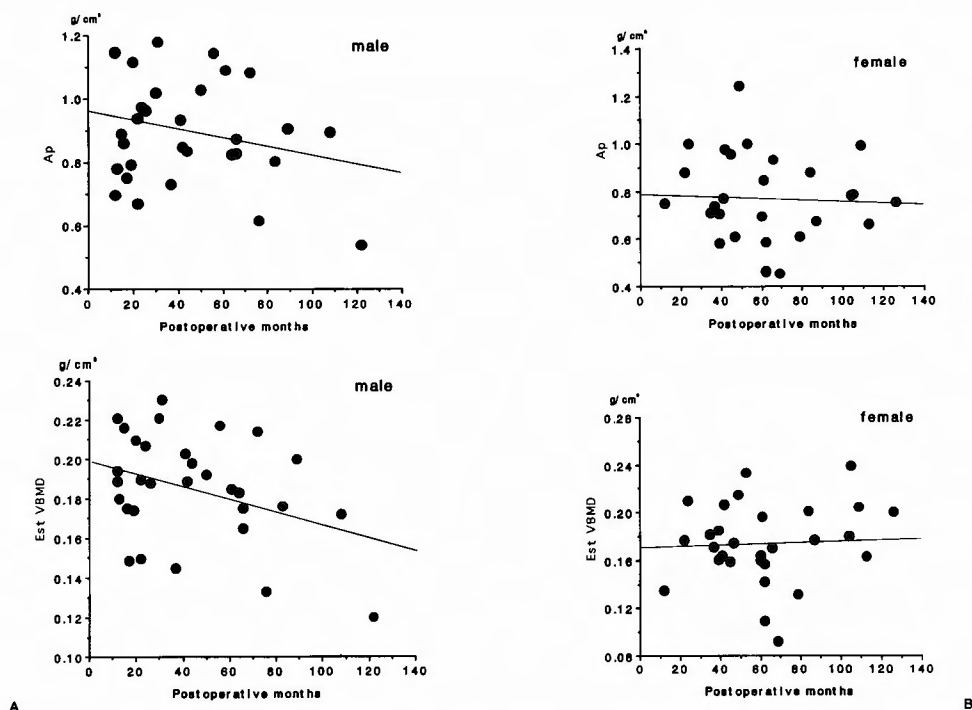 g/cm²
male
1.2
1.0
0.8
0.6
0.4
Ap
0 20 40 60 80 100 120 140
Postoperative months
g/cm²
female
1.4
1.2
1.0
0.8
0.6
0.4
Ap
0 20 40 60 80 100 120 140
Postoperative months
g/cm³
male
0.24
0.22
0.20
0.18
0.16
0.14
0.12
0.10
Est VBMD
0 20 40 60 80 100 120 140
Postoperative months
A
g/cm³
female
0.28
0.24
0.20
0.16
0.12
0.08
Est VBMD
0 20 40 60 80 100 120 140
Postoperative months
B